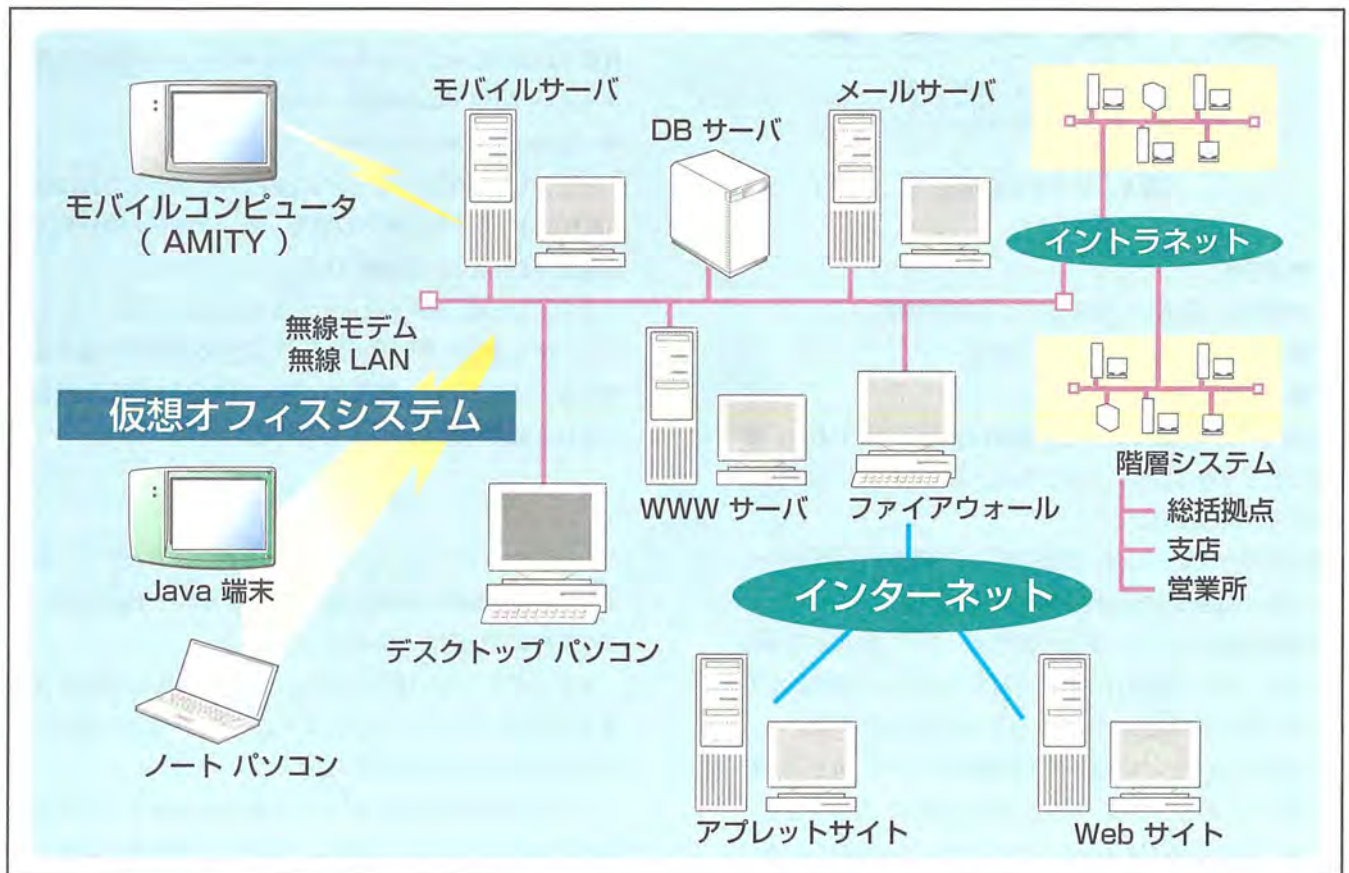 モバイルサーバ
メールサーバ
DB サーバ
モバイルコンピュータ
( AMITY )
イントラネット
無線モデム
無線 LAN
仮想オフィスシステム
階層システム
総括拠点
支店
営業所
WWW サーバ
ファイアウォール
Java 端末
インターネット
デスクトップ パソコン
ノート パソコン
アプレットサイト
Web サイト